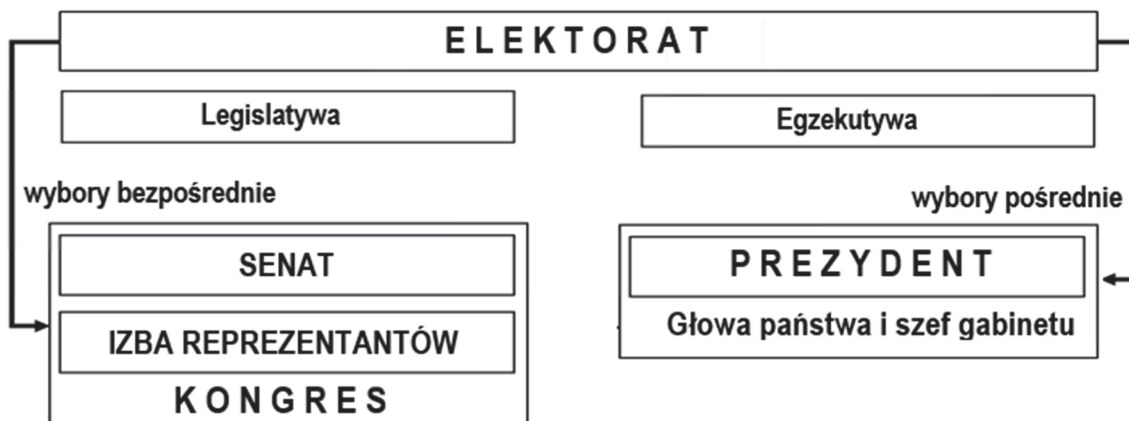 ELEKTORAT
Legislatywa
Egzekutywa
wybory bezpośrednie
wybory pośrednie
SENAT
PREZYDENT
IZBA REPREZENTANTÓW
Głowa państwa i szef gabinetu
KONGRES